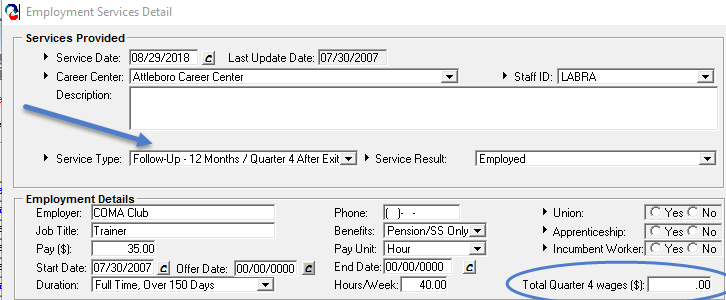 Employment Services Detail
Services Provided
Service Date: 08/29/2018 c Last Update Date: 07/30/2007
Career Center: Attleboro Career Center Staff ID: LABRA
Description:
Service Type: Follow-Up - 12 Months / Quarter 4 After Exit Service Result: Employed
Employment Details
Employer: COMA Club Phone: ( )- - Union: Yes No
Job Title: Trainer Benefits: Pension/SS Only Apprenticeship: Yes No
Pay ($): 35.00 Pay Unit: Hour Incumbent Worker: Yes No
Start Date: 07/30/2007 Offer Date: 00/00/0000 c End Date: 00/00/0000 c
Duration: Full Time, Over 150 Days Hours/Week: 40.00 Total Quarter 4 wages ($): .00